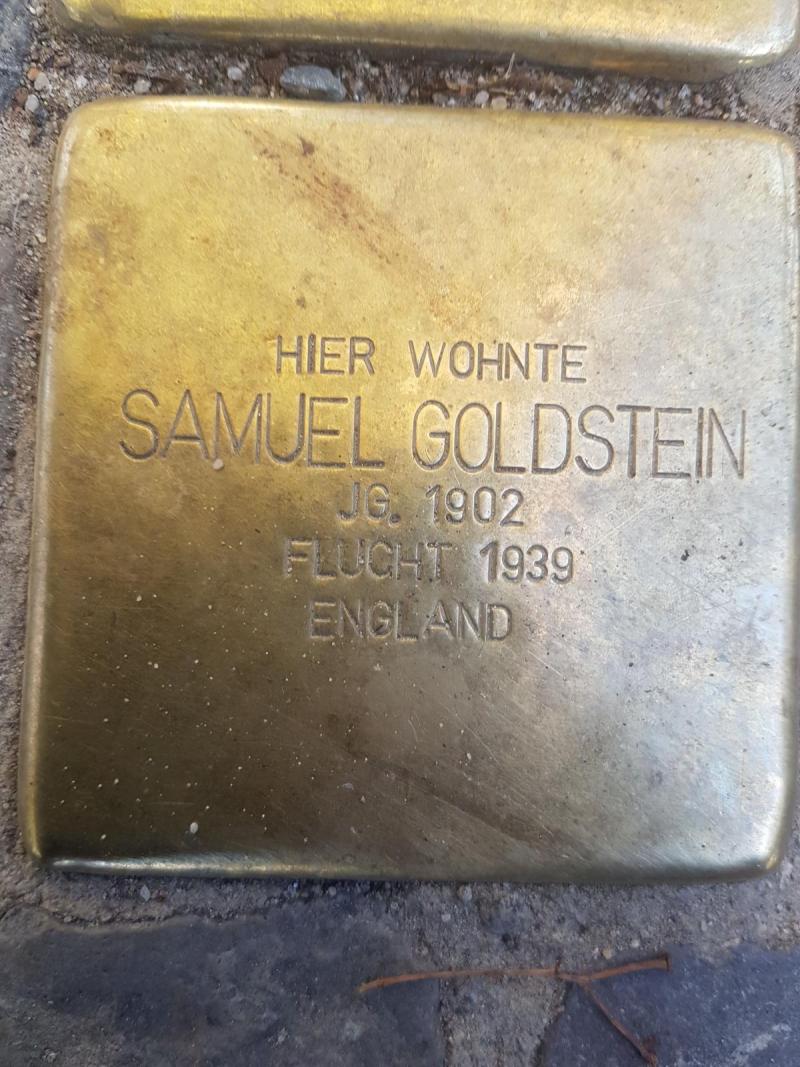 HIER WOHNTE
SAMUEL GOLDSTEIN
JG. 1902
FLUCHT 1939
ENGLAND